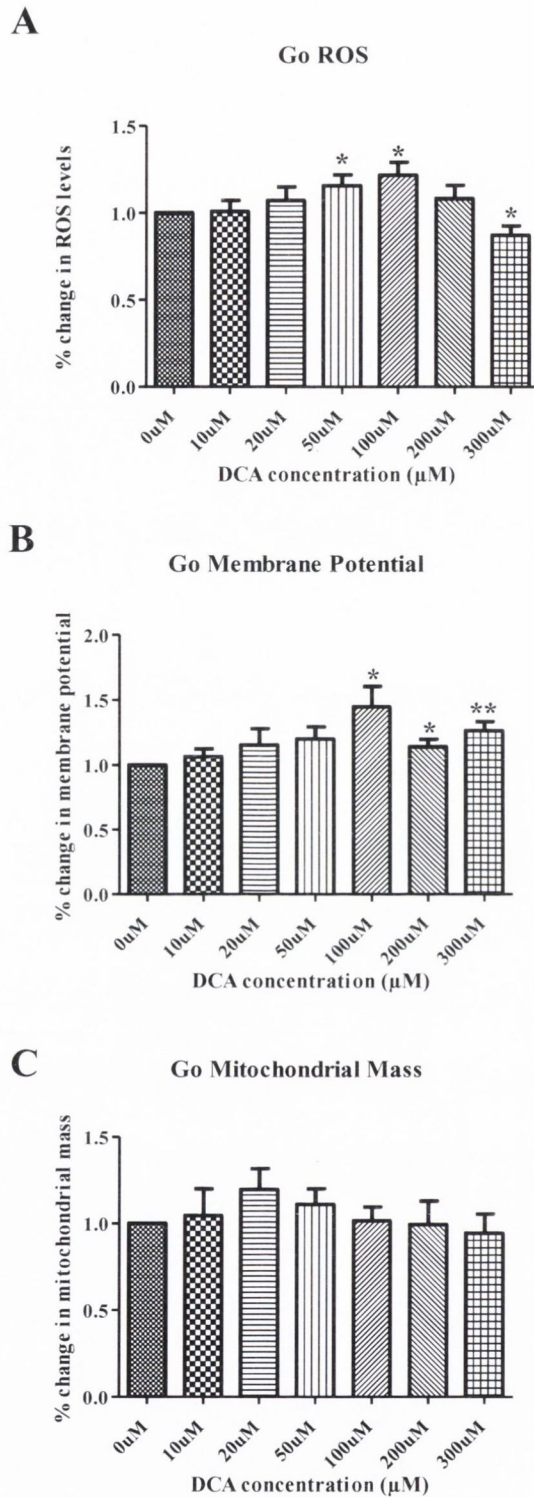 A
Go ROS
% change in ROS levels
1.5
1.0
0.5
0.0
* * *
0uM 10uM 20uM 50uM 100uM 200uM 300uM
DCA concentration (µM)
B
Go Membrane Potential
% change in membrane potential
2.0
1.5
1.0
0.5
0.0
* * **
0uM 10uM 20uM 50uM 100uM 200uM 300uM
DCA concentration (µM)
C
Go Mitochondrial Mass
% change in mitochondrial mass
1.5
1.0
0.5
0.0
0uM 10uM 20uM 50uM 100uM 200uM 300uM
DCA concentration (µM)